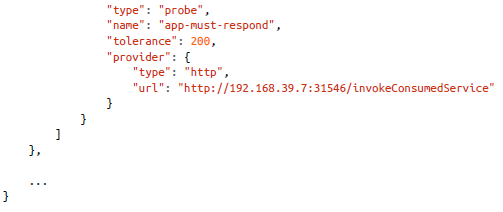 "type": "probe",
"name": "app-must-respond",
"tolerance": 200,
"provider": {
"type": "http",
"url": "http://192.168.39.7:31546/invokeConsumedService"
}
}
]
},
...
}